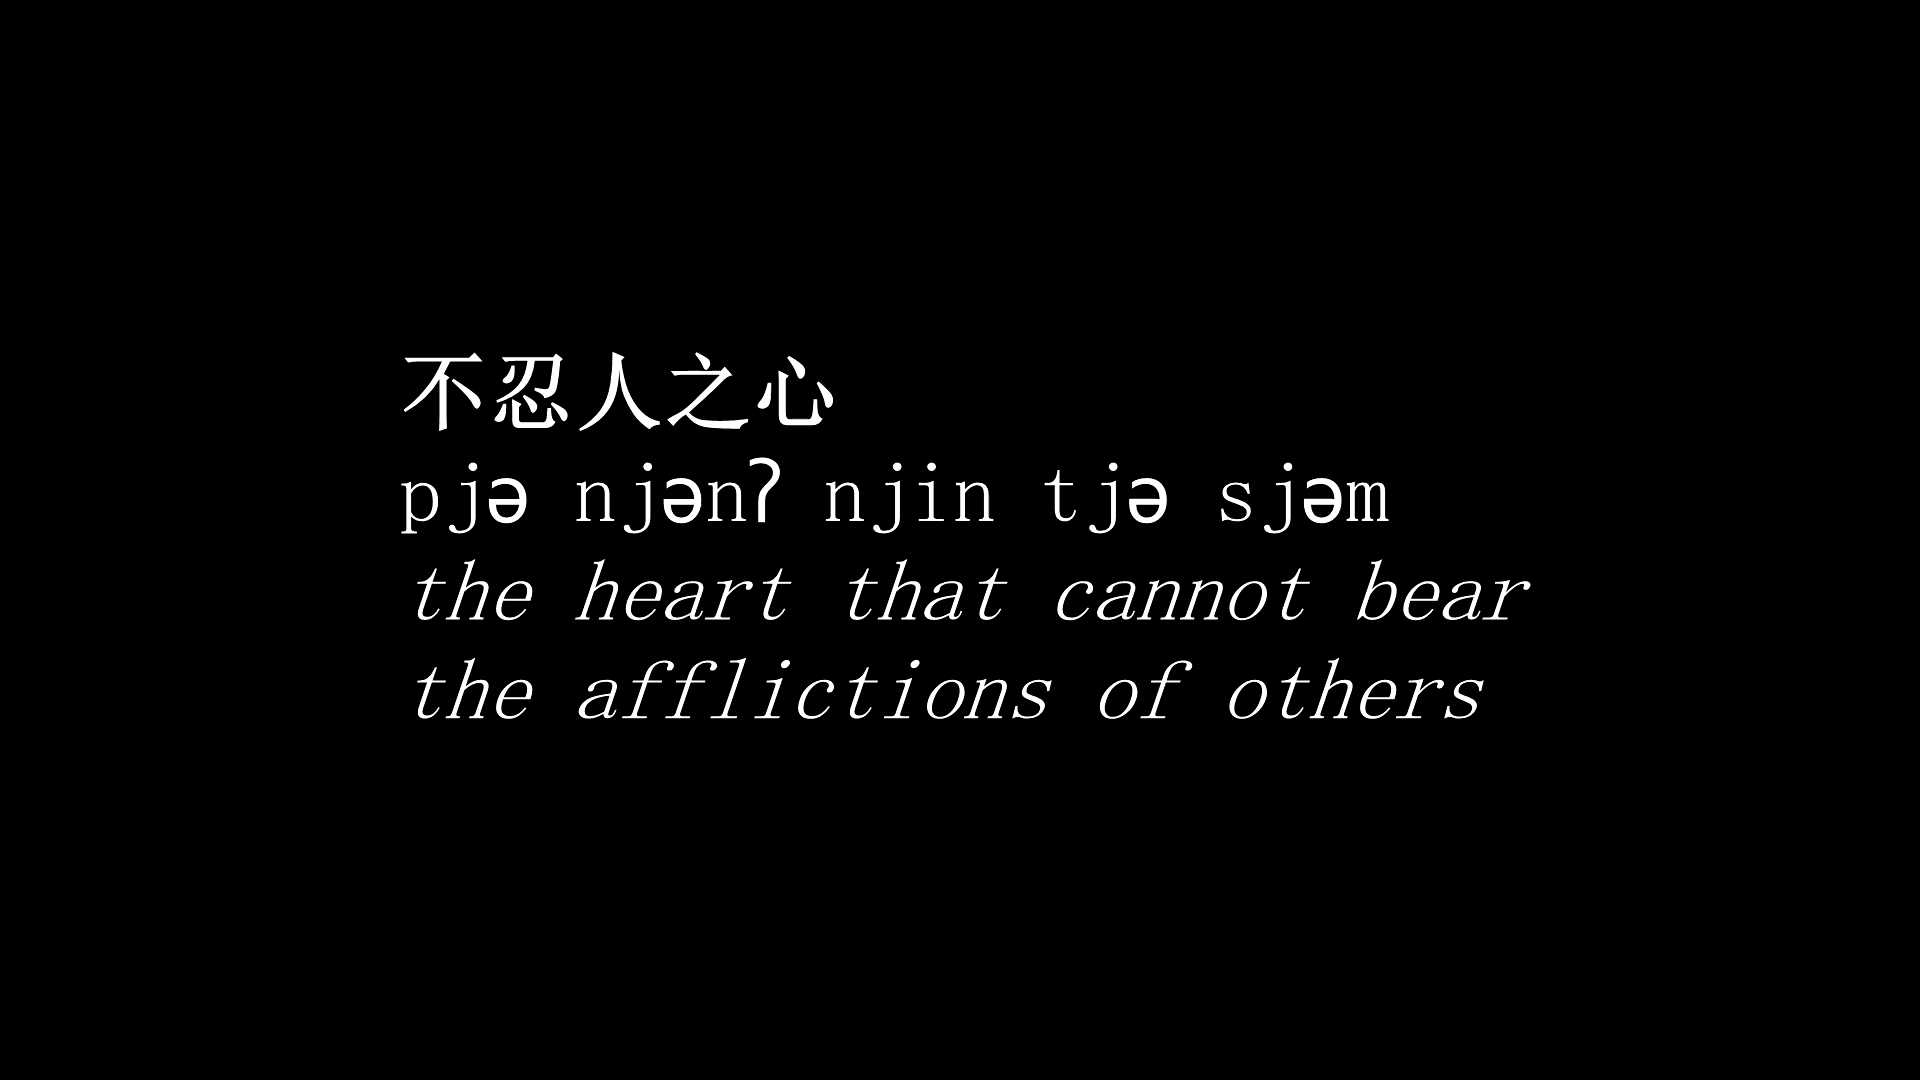 不忍人之心
pjə njənʔ njin tjə sjəm
the heart that cannot bear
the afflictions of others